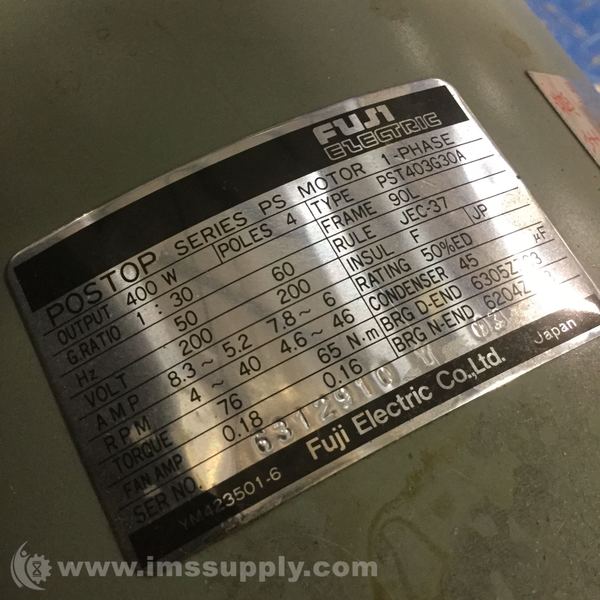 FUJI
ELECTRIC
POSTOP SERIES PS MOTOR 1-PHASE
OUTPUT 400 W POLES 4 TYPE PST403G30A
G.RATIO 1 : 30. FRAME 90L
Hz 50 60 RULE JEC-37 JP
VOLT 200 200 INSUL F
AMP 8.3 ~ 5.2 7.8 ~ 6 RATING 50%ED
R.P.M 4 ~ 40 4.6 ~ 46 CONDENSER 45 μF
TORQUE 76 65 N·m BRG D-END
FAN AMP 0.18 0.16 BRG N-END
SER NO. 6312910
YM423501-6 Fuji Electric Co.,Ltd. Japan
www.imssupply.com